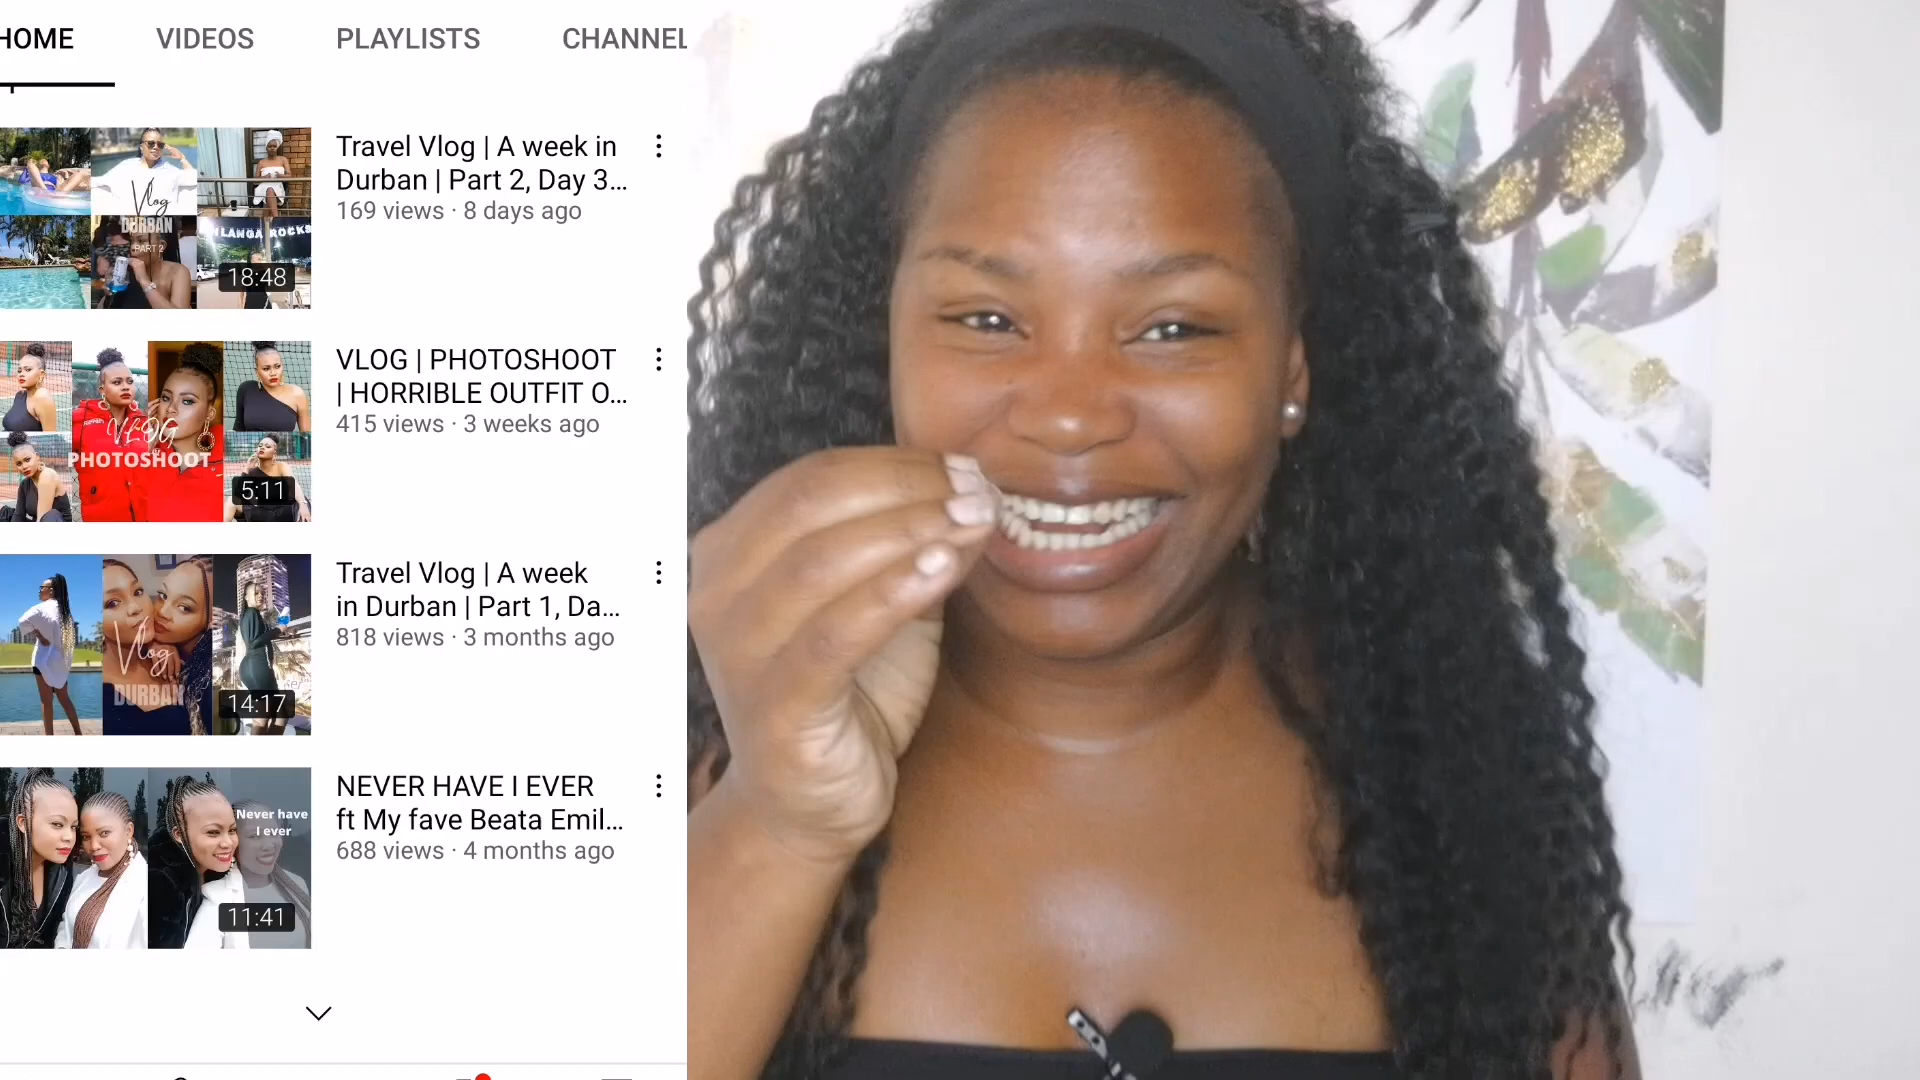 HOME VIDEOS PLAYLISTS CHANNEL
Travel Vlog | A week in
Durban | Part 2, Day 3...
169 views · 8 days ago
Vlog
DURBAN
PART 2
HLANGA ROCKS
18:48
VLOG | PHOTOSHOOT
| HORRIBLE OUTFIT O...
415 views · 3 weeks ago
VLOG
PHOTOSHOOT
5:11
Travel Vlog | A week
in Durban | Part 1, Da...
818 views · 3 months ago
Vlog
DURBAN
14:17
NEVER HAVE I EVER
ft My fave Beata Emil...
688 views · 4 months ago
Never have
I ever
11:41